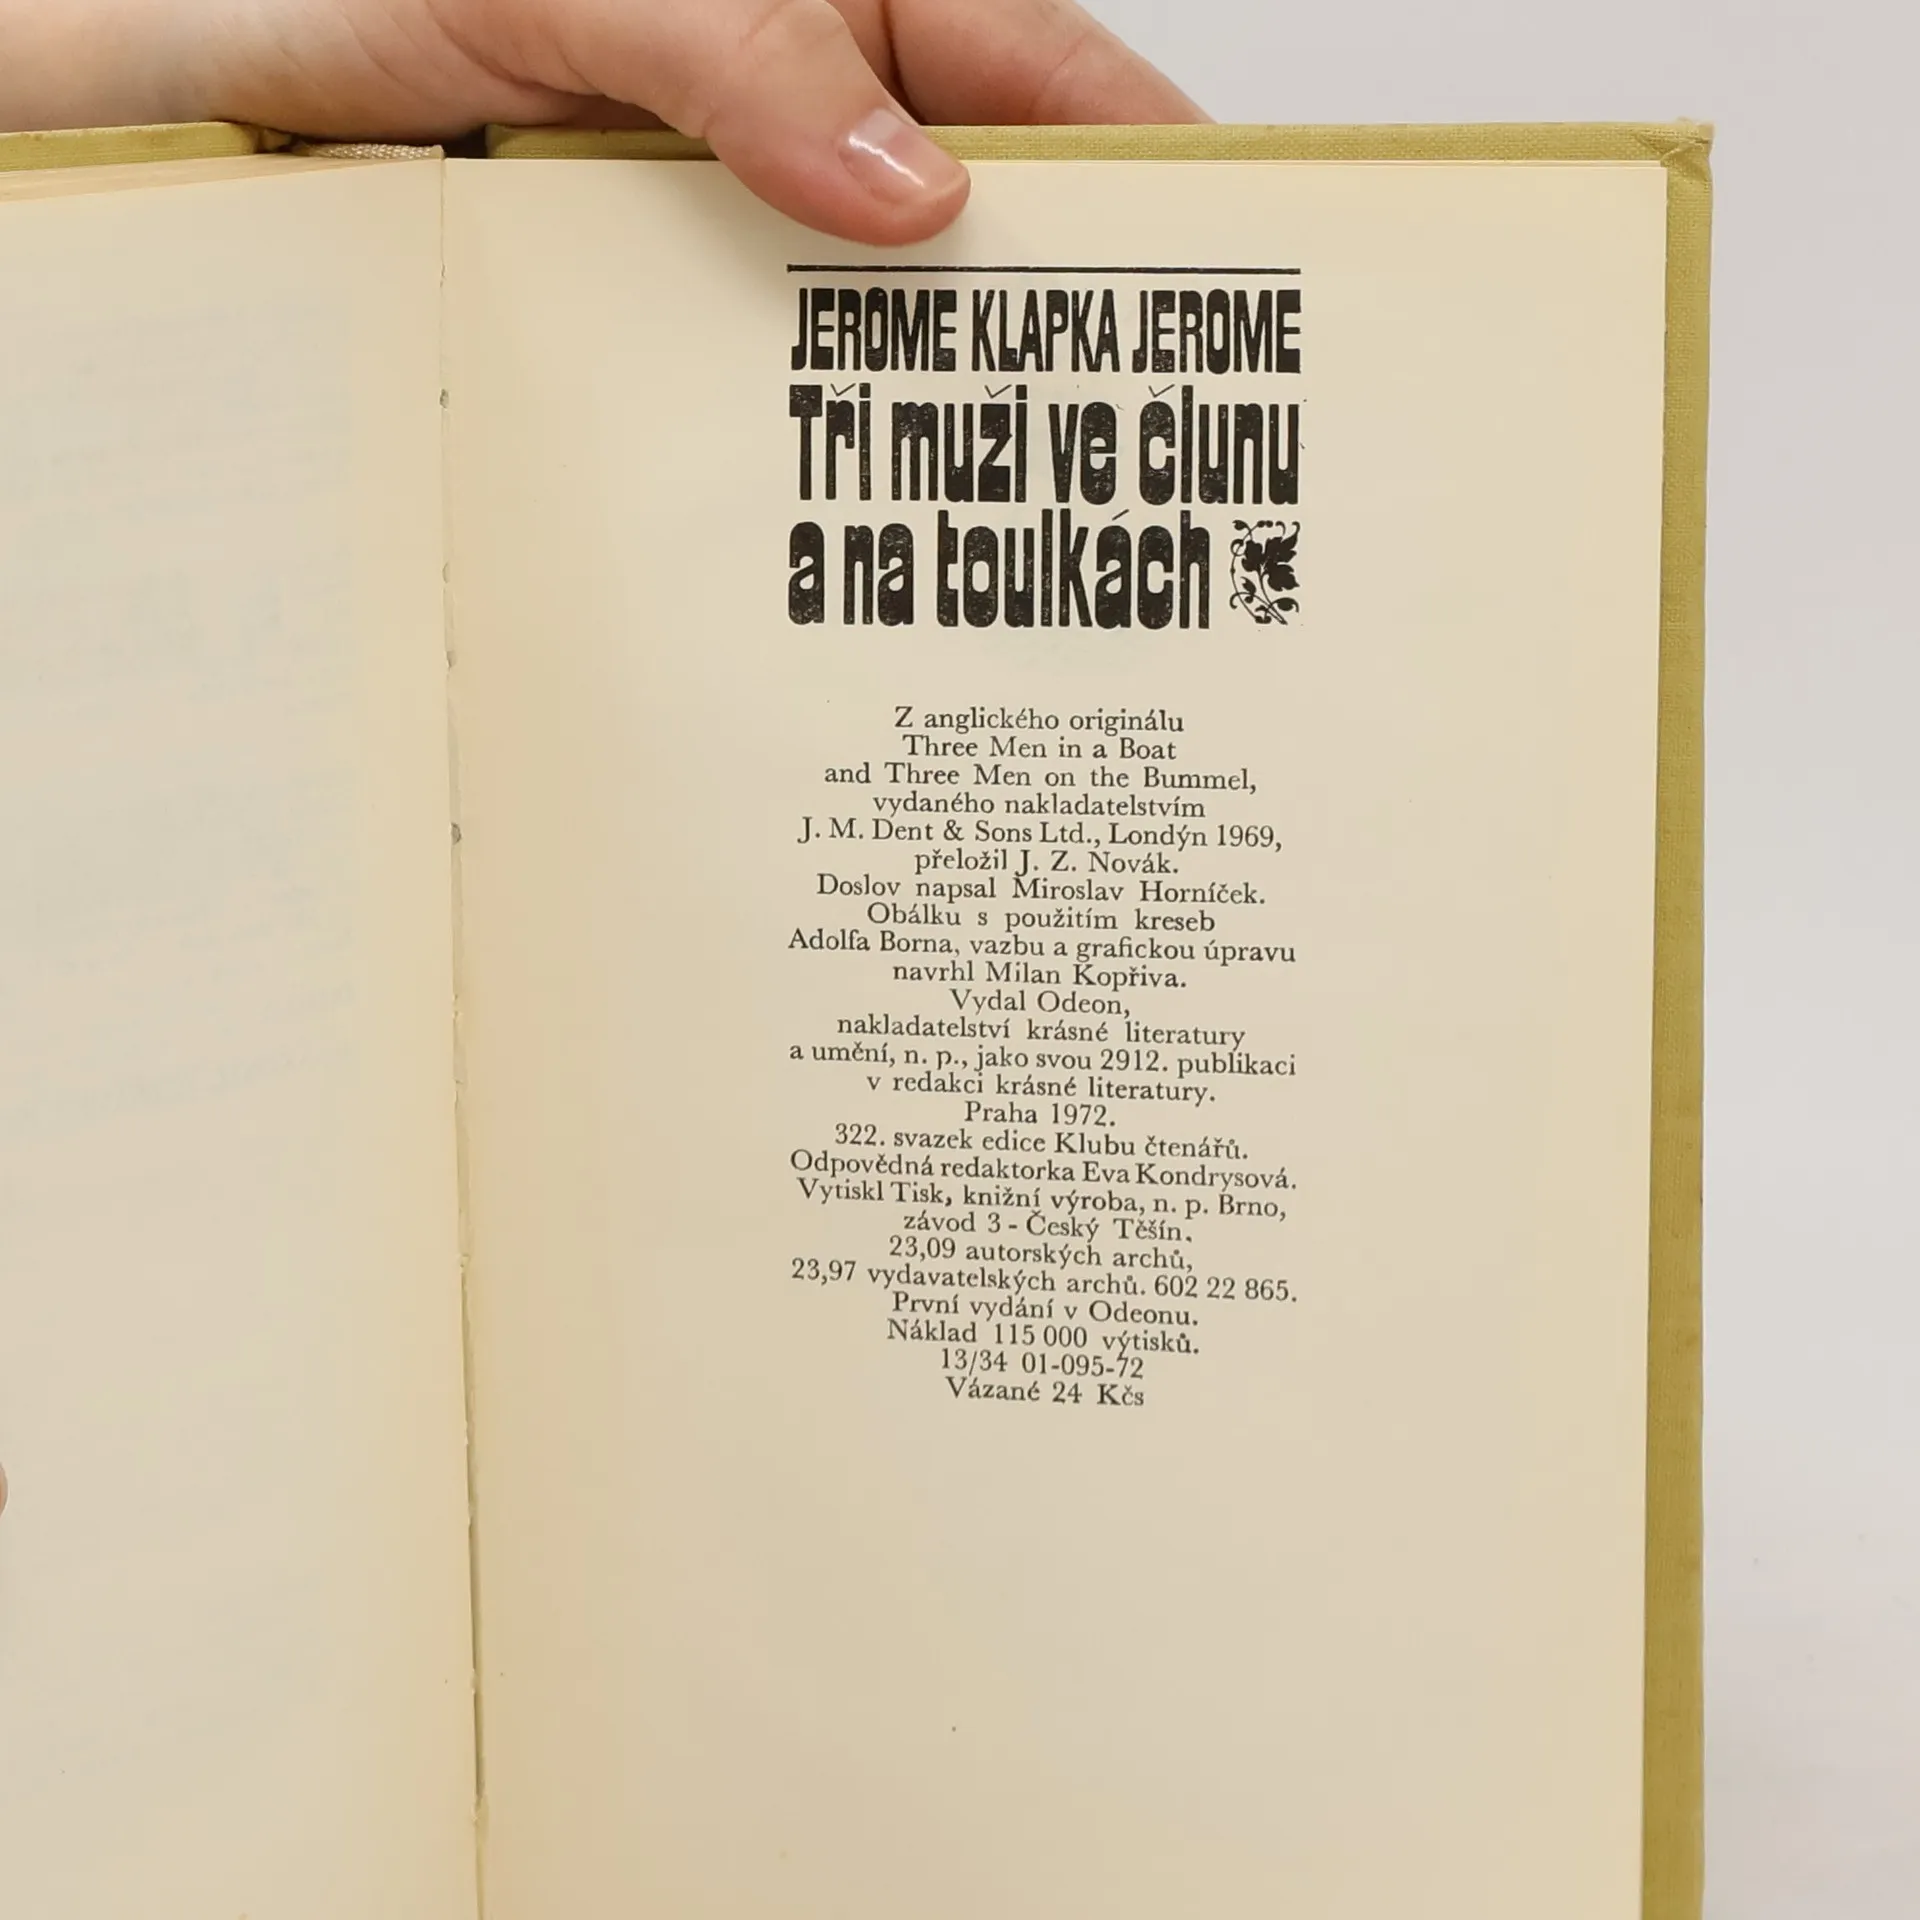 JEROME KLAPKA JEROME
Tři muži ve člunu
a na toulkách
Z anglického originálu
Three Men in a Boat
and Three Men on the Bummel,
vydaného nakladatelstvím
J. M. Dent & Sons Ltd., Londýn 1969,
přeložil J. Z. Novák.
Doslov napsal Miroslav Horníček.
Obálku s použitím kreseb
Adolfa Borna, vazbu a grafickou úpravu
navrhl Milan Kopřiva.
Vydal Odeon,
nakladatelství krásné literatury
a umění, n. p., jako svou 2912. publikaci
v redakci krásné literatury.
Praha 1972.
322. svazek edice Klubu čtenářů.
Odpovědná redaktorka Eva Kondrysová.
Vytiskl Tisk, knižní výroba, n. p. Brno,
závod 3 - Český Těšín.
23,09 autorských archů,
23,97 vydavatelských archů. 602 22 865.
První vydání v Odeonu.
Náklad 115 000 výtisků.
13/34 01-095-72
Vázané 24 Kčs